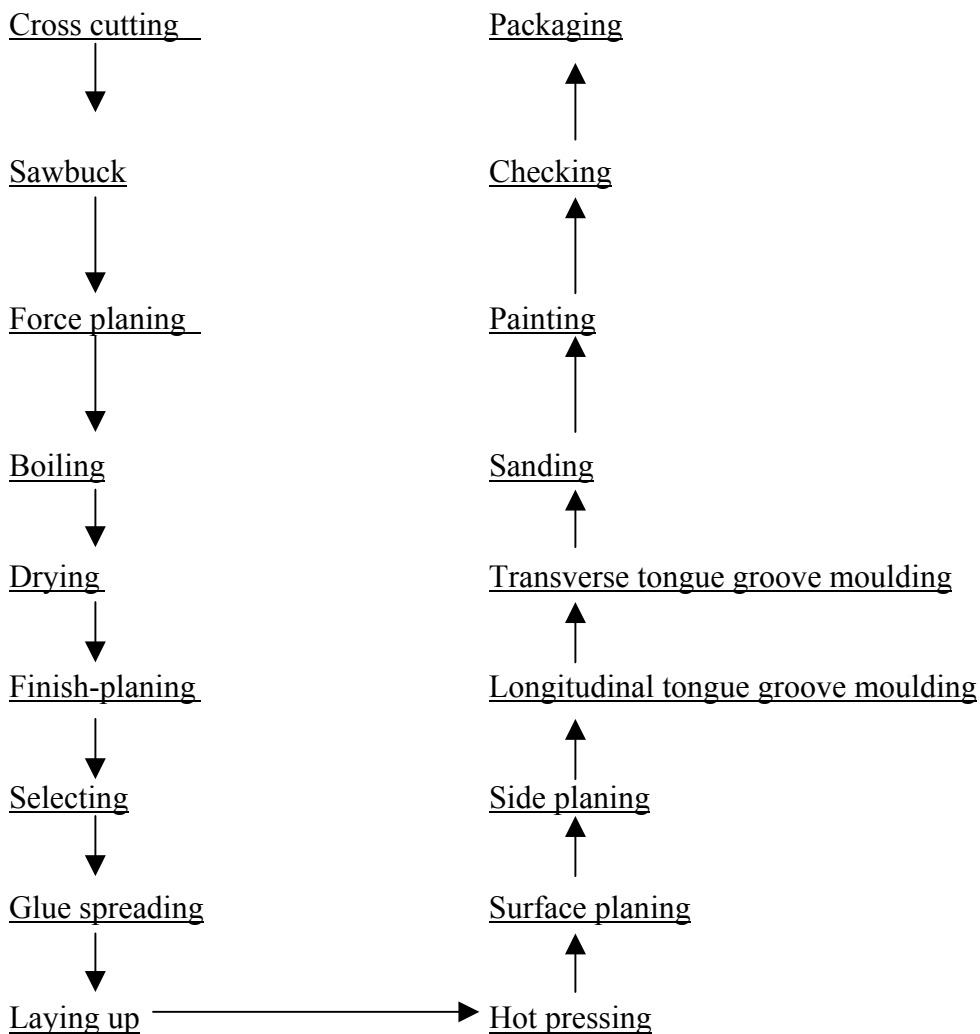 Cross cutting
Sawbuck
Force planing
Boiling
Drying
Finish-planing
Selecting
Glue spreading
Laying up
Hot pressing
Surface planing
Side planing
Longitudinal tongue groove moulding
Transverse tongue groove moulding
Sanding
Painting
Checking
Packaging